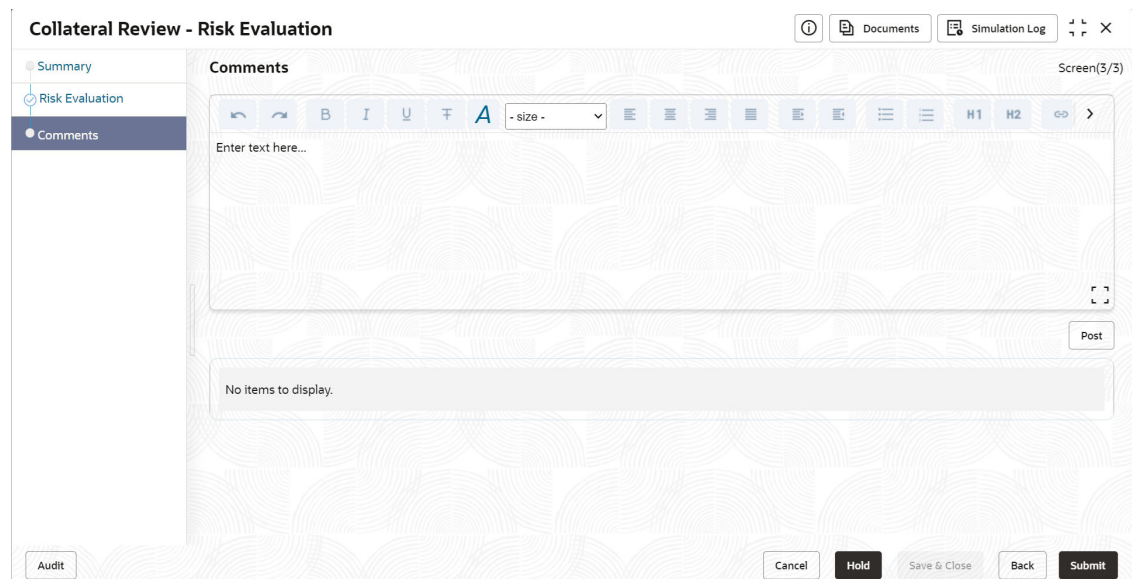 Collateral Review - Risk Evaluation
Documents
Simulation Log
Summary
Risk Evaluation
Comments
Comments
Screen(3/3)
B I U T A - size - H1 H2
Enter text here...
Post
No items to display.
Audit
Cancel
Hold
Save & Close
Back
Submit